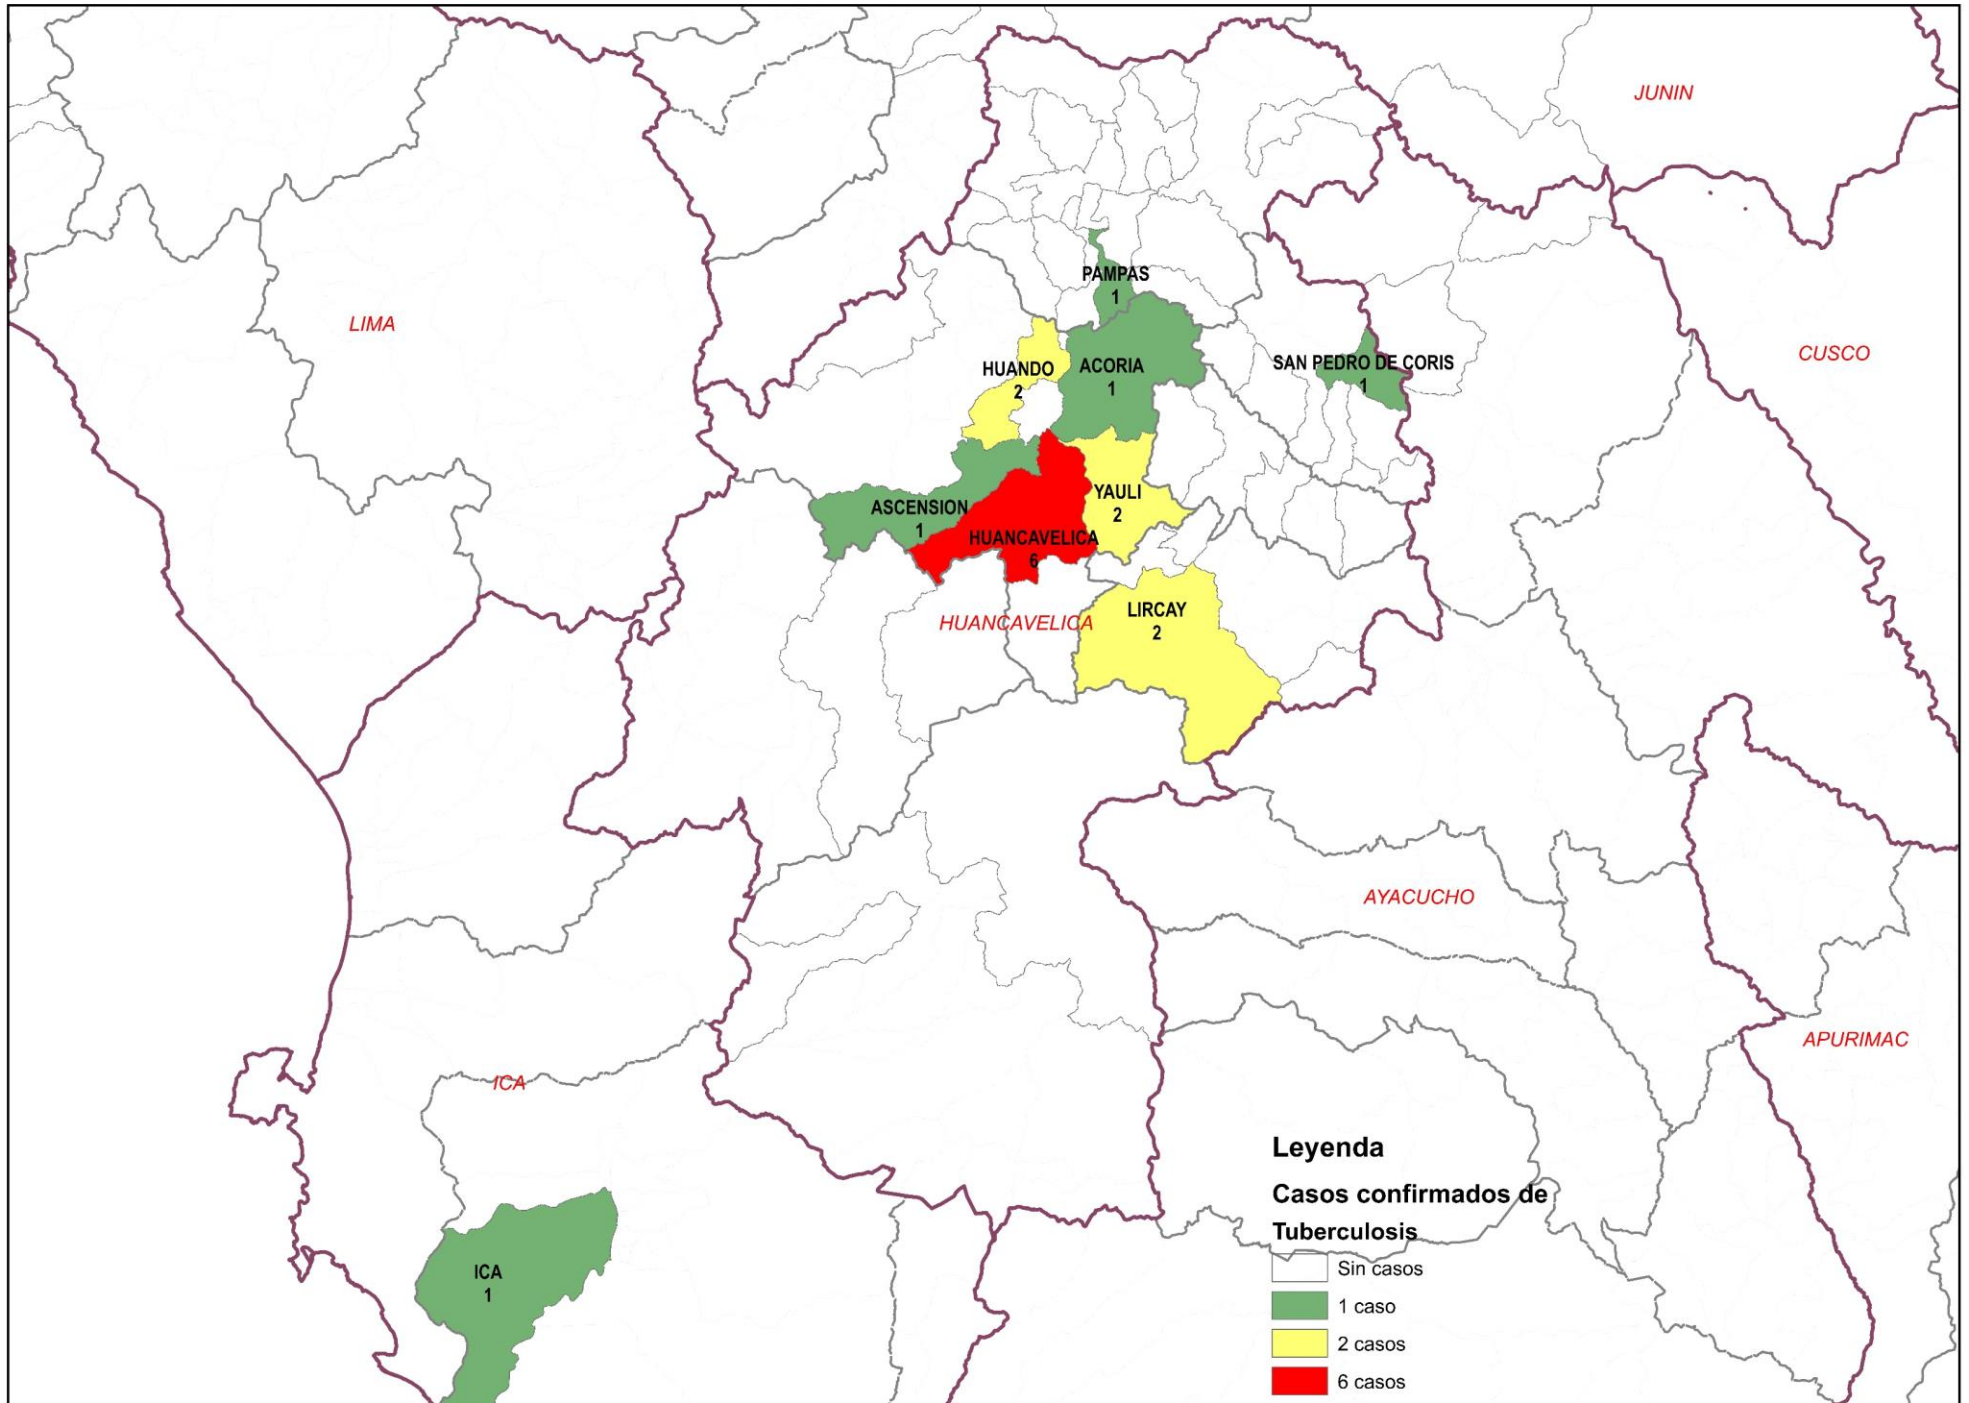 JUNIN
PAMPAS
1
LIMA
CUSCO
HUANDO
2
ACORIA
1
SAN PEDRO DE CORIS
1
ASCENSION
1
YAULI
2
HUANCAVELICA
6
HUANCAVELICA
LIRCAY
2
AYACUCHO
APURIMAC
ICA
ICA
1
Leyenda
Casos confirmados de
Tuberculosis
Sin casos
1 caso
2 casos
6 casos